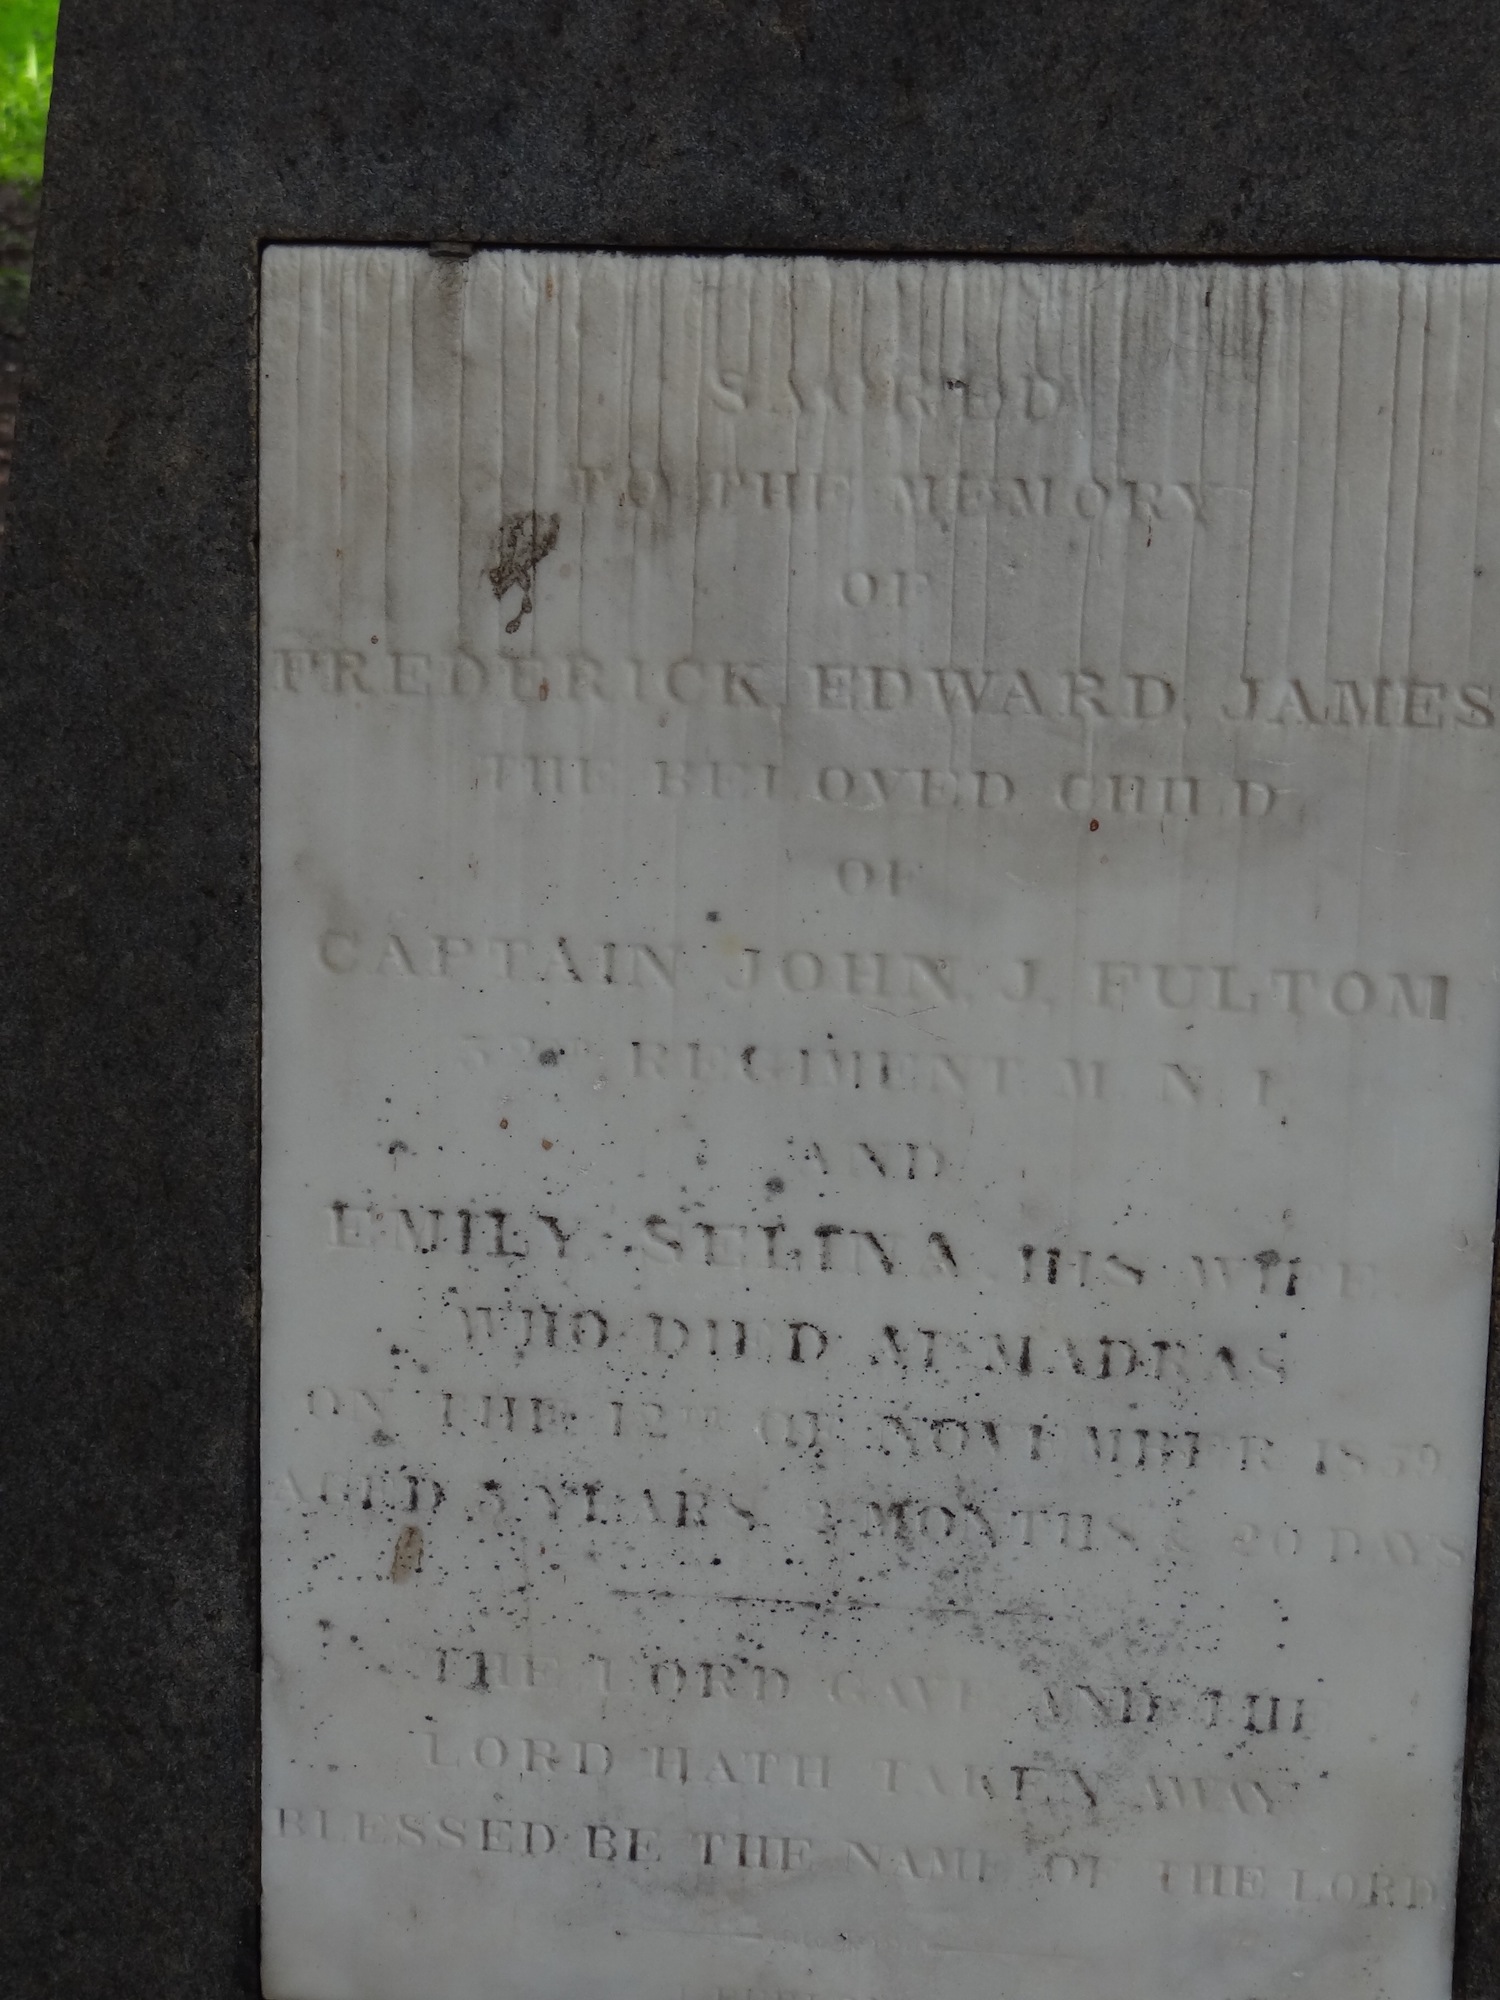 SACRED
TO THE MEMORY
OF
FREDERICK, EDWARD, JAMES
THE BELOVED CHILD
OF
CAPTAIN JOHN, J, FULTOM
REGIMENT M. N. I.
AND
EMILY SELINA, HIS WIFE
WHO DIED AT MADRAS
ON THE 12TH OF NOVEMBER
AGED YEARS MONTHS & 20 DAYS
THE LORD GAVE AND THE
LORD HATH TAKEN AWAY
BLESSED BE THE NAME OF THE LORD